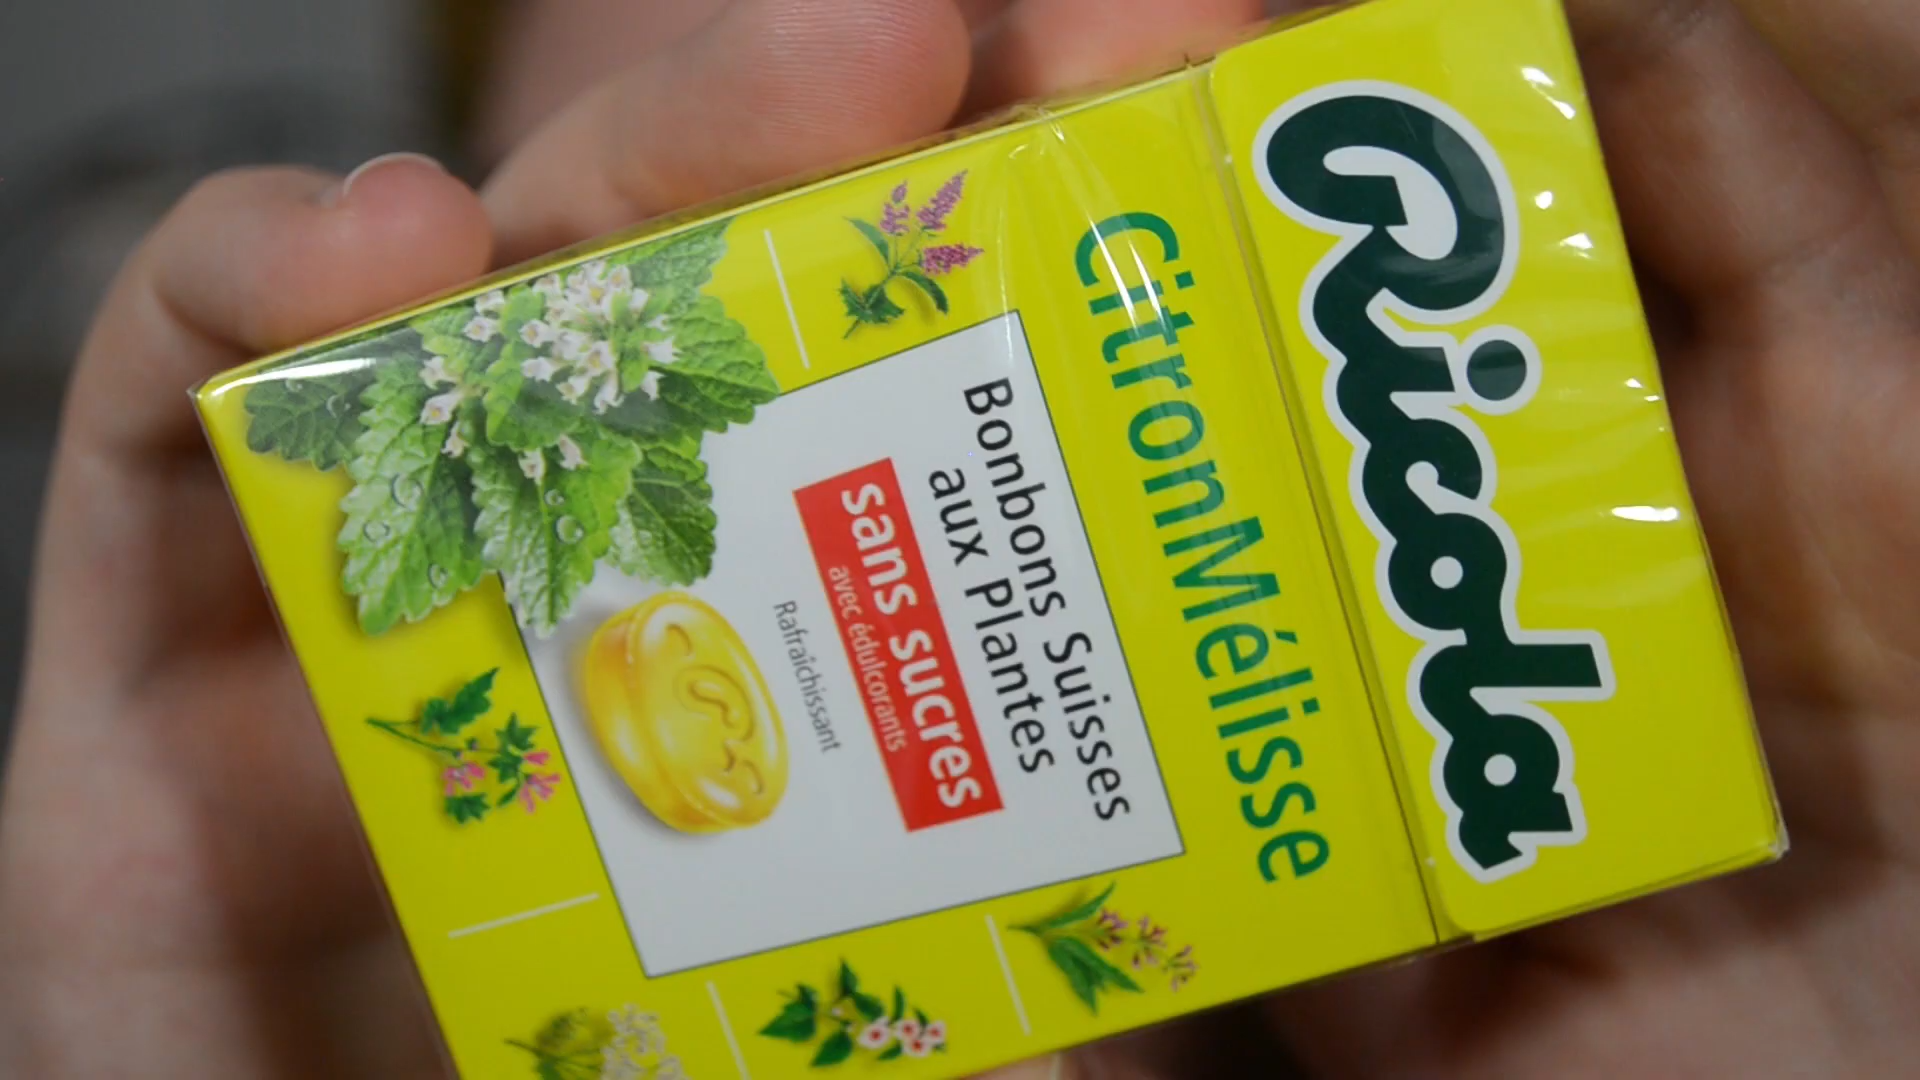 Ricola
CitronMélisse
Bonbons Suisses
aux Plantes
sans sucres
avec édulcorants
Rafraîchissant